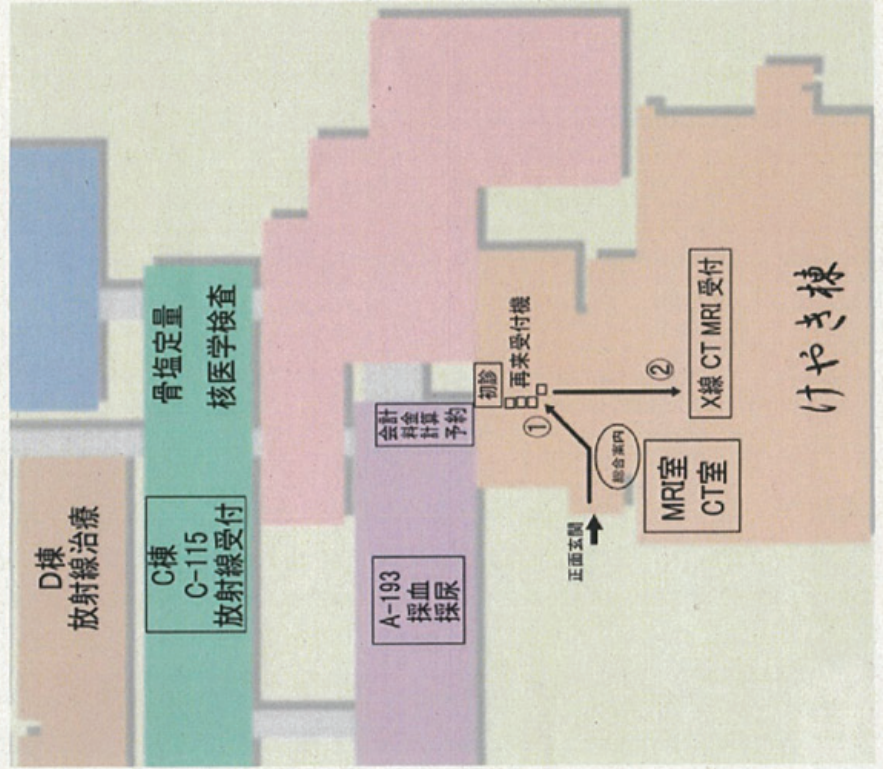 D棟
放射線治療
C棟
C-115
放射線受付
骨塩定量
核医学検査
A-193
採血
採尿
会計
料金
計算
予約
初診
再来受付機
①
②
総合案内
正面玄関
MRI室
CT室
X線 CT MRI 受付
けやき棟